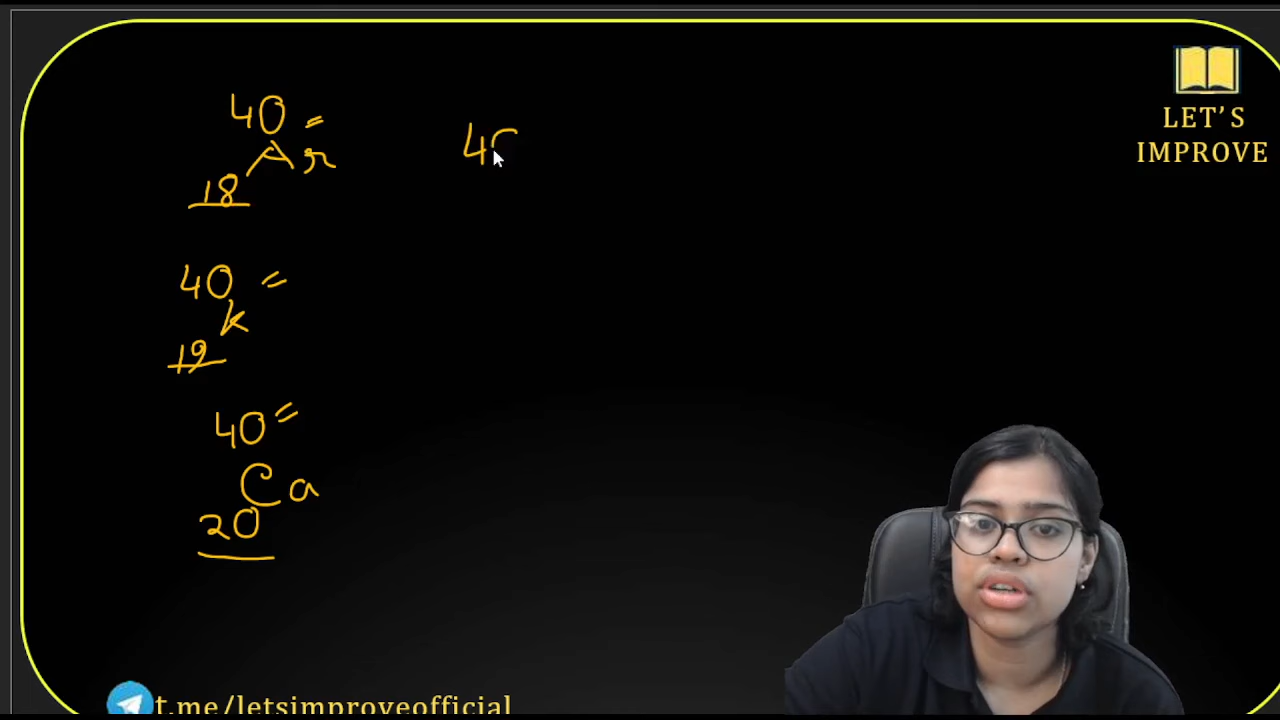 40 =
Ar
18
40 =
K
19
40 =
Ca
20
4
LET'S
IMPROVE
t.me/letsimproveofficial